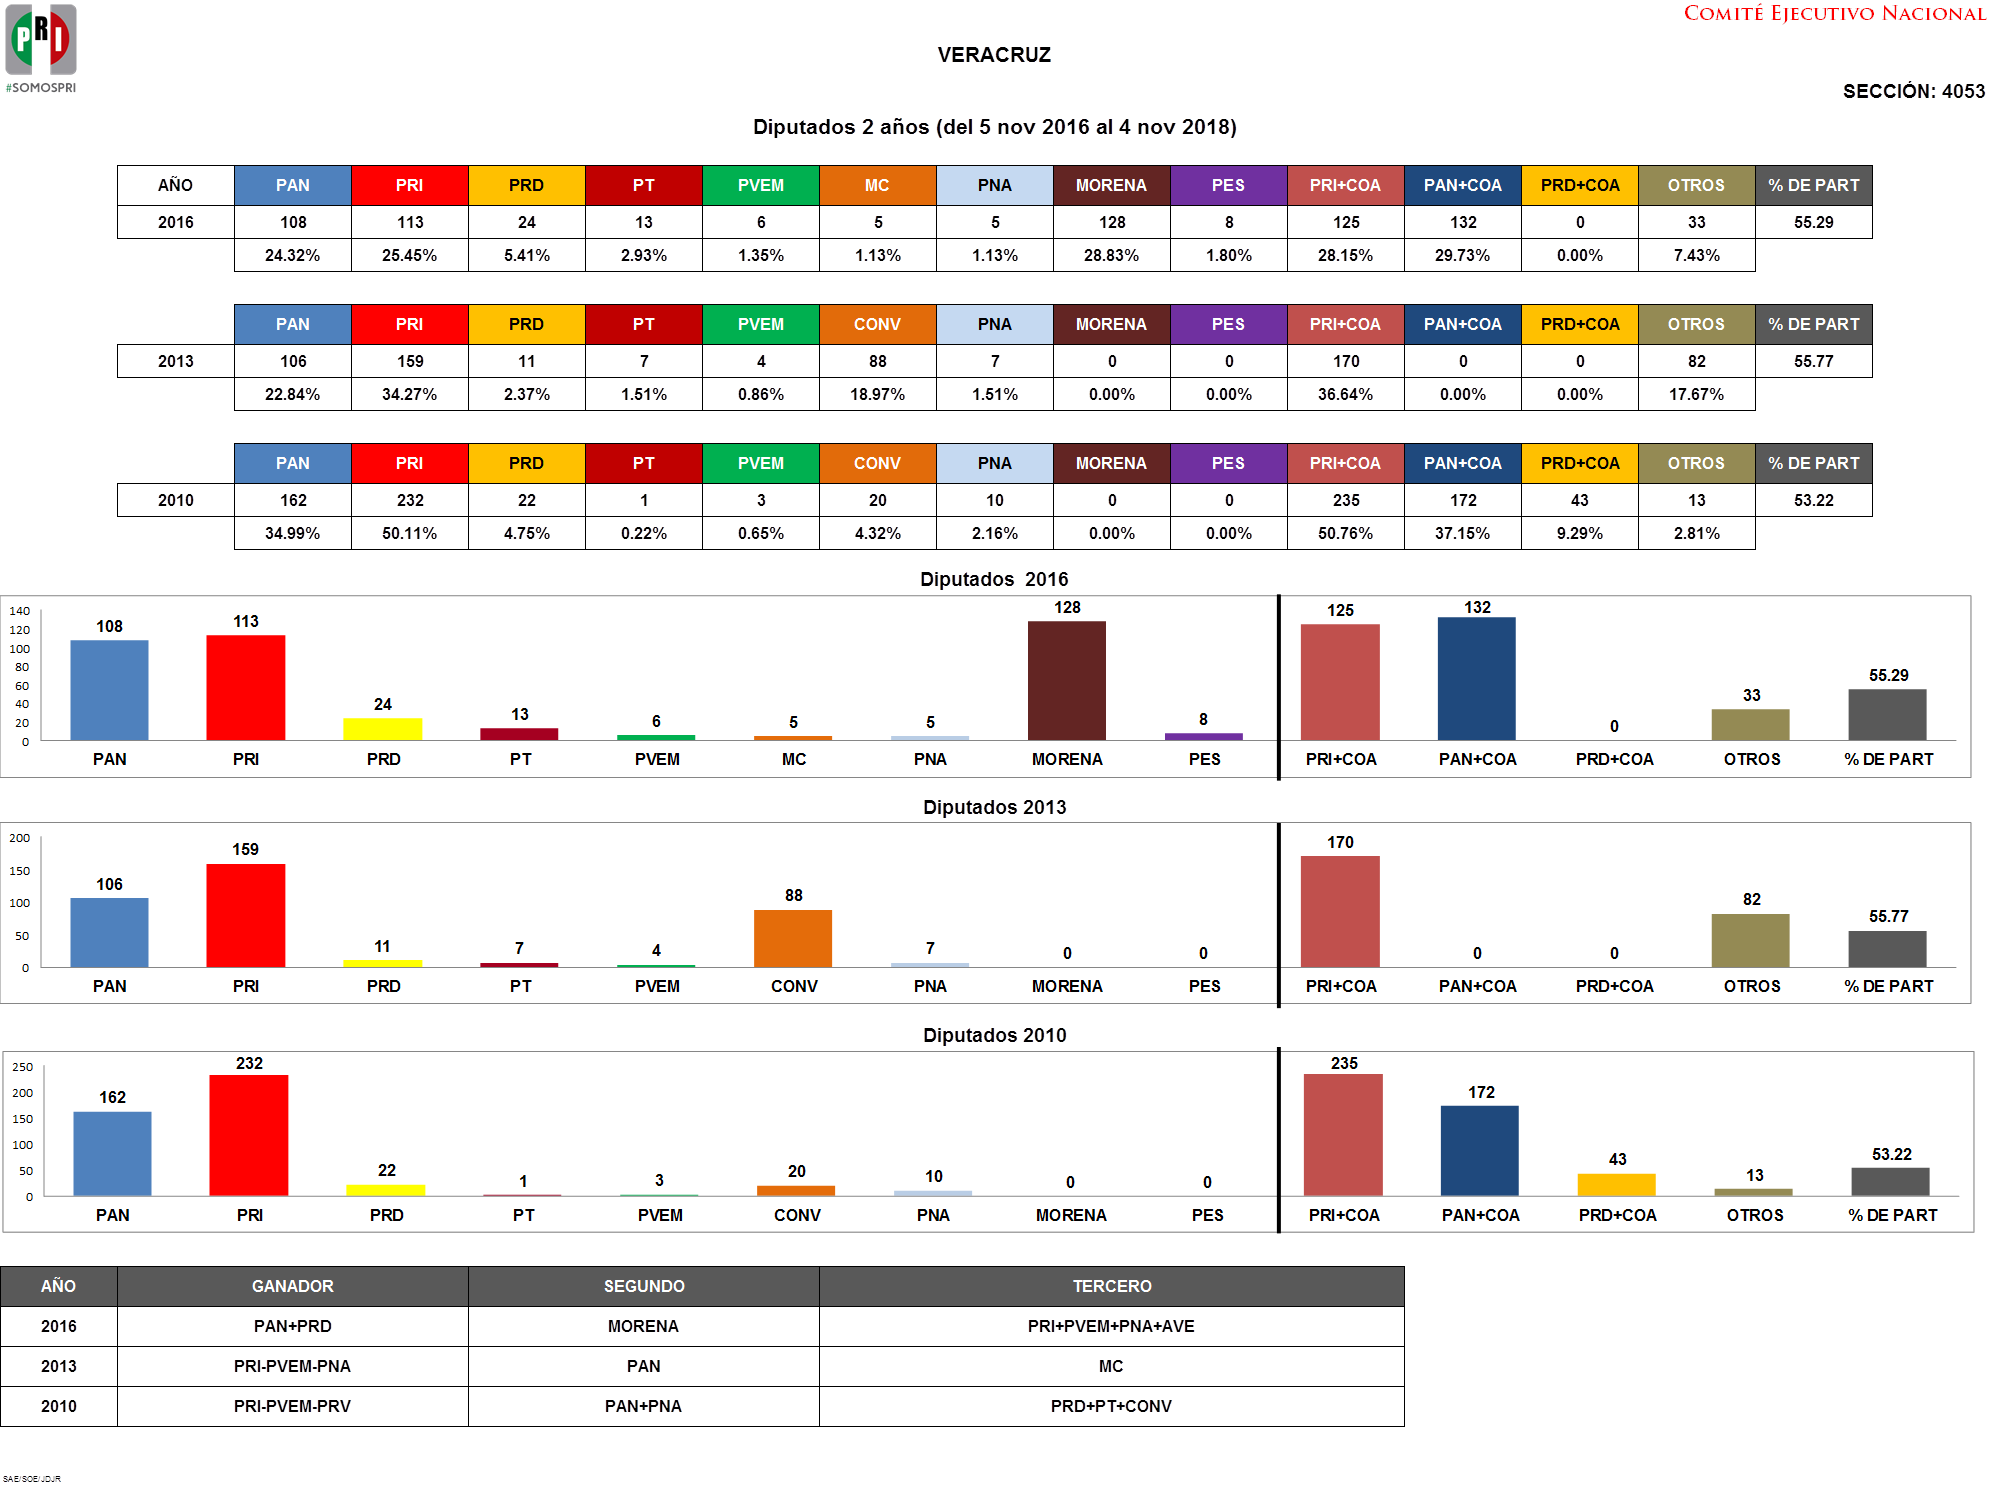 PRI
#SOMOSPRI
COMITÉ EJECUTIVO NACIONAL
VERACRUZ
SECCIÓN: 4053
Diputados 2 años (del 5 nov 2016 al 4 nov 2018)
AÑO PAN PRI PRD PT PVEM MC PNA MORENA PES PRI+COA PAN+COA PRD+COA OTROS % DE PART
2016 108 113 24 13 6 5 5 128 8 125 132 0 33 55.29
24.32% 25.45% 5.41% 2.93% 1.35% 1.13% 1.13% 28.83% 1.80% 28.15% 29.73% 0.00% 7.43%
PAN PRI PRD PT PVEM CONV PNA MORENA PES PRI+COA PAN+COA PRD+COA OTROS % DE PART
2013 106 159 11 7 4 88 7 0 0 170 0 0 82 55.77
22.84% 34.27% 2.37% 1.51% 0.86% 18.97% 1.51% 0.00% 0.00% 36.64% 0.00% 0.00% 17.67%
PAN PRI PRD PT PVEM CONV PNA MORENA PES PRI+COA PAN+COA PRD+COA OTROS % DE PART
2010 162 232 22 1 3 20 10 0 0 235 172 43 13 53.22
34.99% 50.11% 4.75% 0.22% 0.65% 4.32% 2.16% 0.00% 0.00% 50.76% 37.15% 9.29% 2.81%
Diputados 2016
140
120
100
80
60
40
20
0
108 113 24 13 6 5 5 128 8 125 132 0 33 55.29
PAN PRI PRD PT PVEM MC PNA MORENA PES PRI+COA PAN+COA PRD+COA OTROS % DE PART
Diputados 2013
200
150
100
50
0
106 159 11 7 4 88 7 0 0 170 0 0 82 55.77
PAN PRI PRD PT PVEM CONV PNA MORENA PES PRI+COA PAN+COA PRD+COA OTROS % DE PART
Diputados 2010
250
200
150
100
50
0
162 232 22 1 3 20 10 0 0 235 172 43 13 53.22
PAN PRI PRD PT PVEM CONV PNA MORENA PES PRI+COA PAN+COA PRD+COA OTROS % DE PART
AÑO GANADOR SEGUNDO TERCERO
2016 PAN+PRD MORENA PRI+PVEM+PNA+AVE
2013 PRI-PVEM-PNA PAN MC
2010 PRI-PVEM-PRV PAN+PNA PRD+PT+CONV
SAE/SOE/JDJR